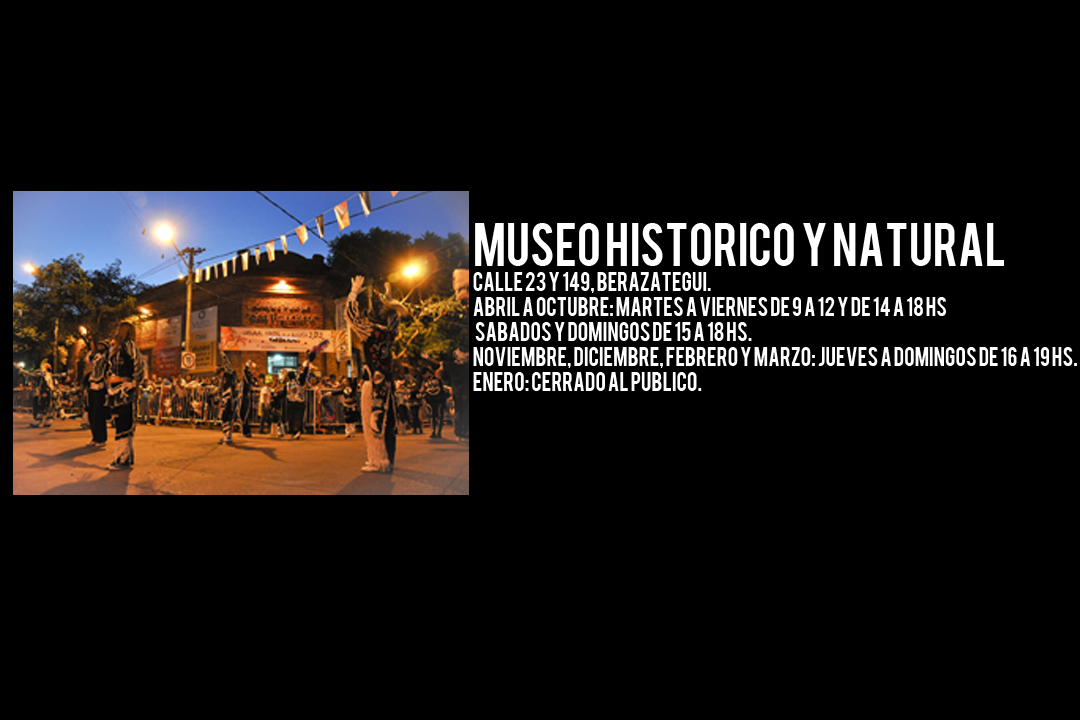 MUSEO HISTORICO Y NATURAL
CALLE 23 Y 149, BERAZATEGUI.
ABRIL A OCTUBRE: MARTES A VIERNES DE 9 A 12 Y DE 14 A 18 HS
SABADOS Y DOMINGOS DE 15 A 18 HS.
NOVIEMBRE, DICIEMBRE, FEBRERO Y MARZO: JUEVES A DOMINGOS DE 16 A 19 HS.
ENERO: CERRADO AL PUBLICO.